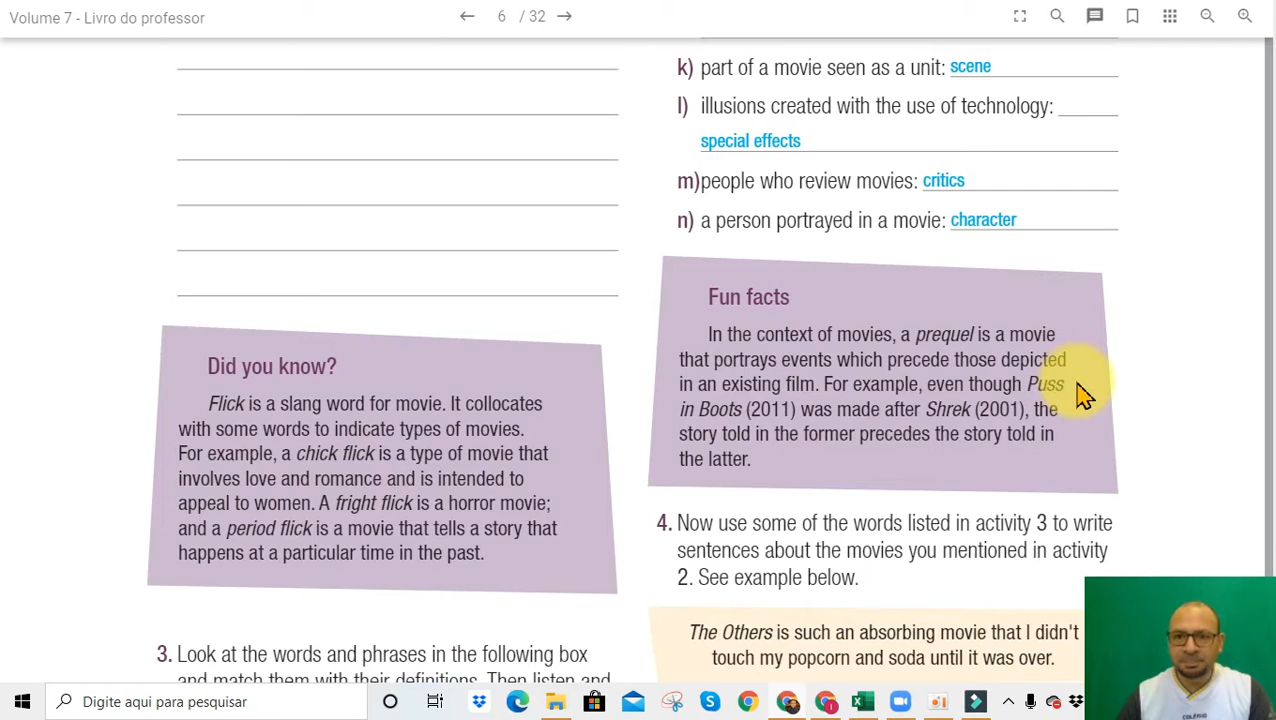 Volume 7 - Livro do professor
6 / 32
Did you know?
Flick is a slang word for movie. It collocates
with some words to indicate types of movies.
For example, a chick flick is a type of movie that
involves love and romance and is intended to
appeal to women. A fright flick is a horror movie;
and a period flick is a movie that tells a story that
happens at a particular time in the past.
3. Look at the words and phrases in the following box
and match them with their definitions. Then listen and
k) part of a movie seen as a unit: scene
l) illusions created with the use of technology:
special effects
m) people who review movies: critics
n) a person portrayed in a movie: character
Fun facts
In the context of movies, a prequel is a movie
that portrays events which precede those depicted
in an existing film. For example, even though Puss
in Boots (2011) was made after Shrek (2001), the
story told in the former precedes the story told in
the latter.
4. Now use some of the words listed in activity 3 to write
sentences about the movies you mentioned in activity
2. See example below.
The Others is such an absorbing movie that I didn't
touch my popcorn and soda until it was over.
COLÉGIO
Digite aqui para pesquisar